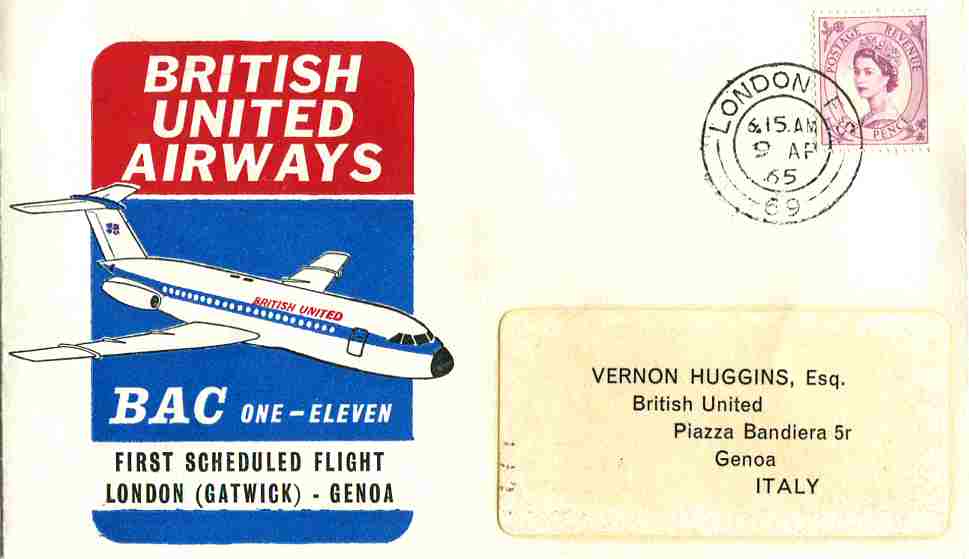 BRITISH
UNITED
AIRWAYS
BRITISH UNITED
BAC ONE-ELEVEN
FIRST SCHEDULED FLIGHT
LONDON (GATWICK) - GENOA
POSTAGE REVENUE
PENCE
LONDON F.S.
6.15 AM
9 AP
65
69
VERNON HUGGINS, Esq.
British United
Piazza Bandiera 5r
Genoa
ITALY